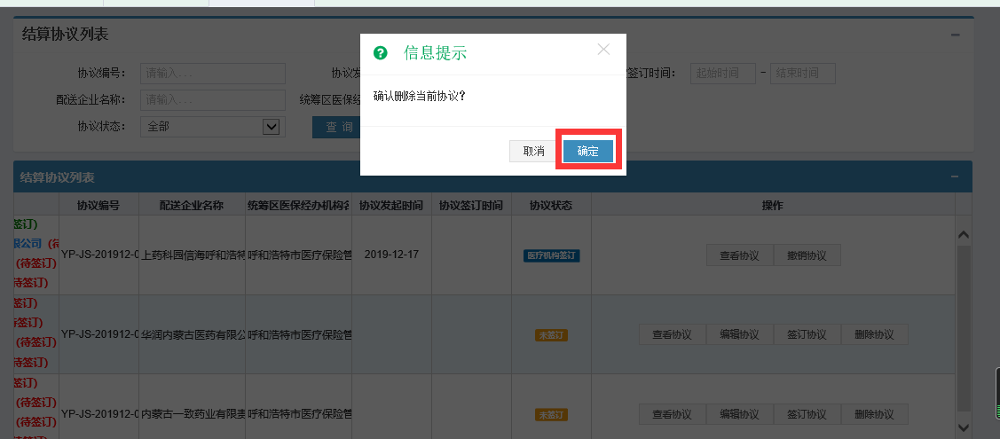 结算协议列表
信息提示
协议编号： 请输入... 协议发 签订时间： 起始时间 - 结束时间
确认删除当前协议？
配送企业名称： 请输入... 统筹区医保经
协议状态： 全部 查 询
取消 确定
结算协议列表
协议编号 配送企业名称 统筹区医保经办机构名 协议发起时间 协议签订时间 协议状态 操作
签订)
限公司 (待
(待签订)
待签订)
YP-JS-201912-0 上药科园信海呼和浩特 呼和浩特市医疗保险管 2019-12-17 医疗机构签订 查看协议 撤销协议
签订)
待签订)
(待签订)
待签订)
YP-JS-201912-0 华润内蒙古医药有限公 呼和浩特市医疗保险管 未签订 查看协议 编辑协议 签订协议 删除协议
签订)
(待签订)
(待签订)
待签订)
YP-JS-201912-0 内蒙古一致药业有限责 呼和浩特市医疗保险管 未签订 查看协议 编辑协议 签订协议 删除协议